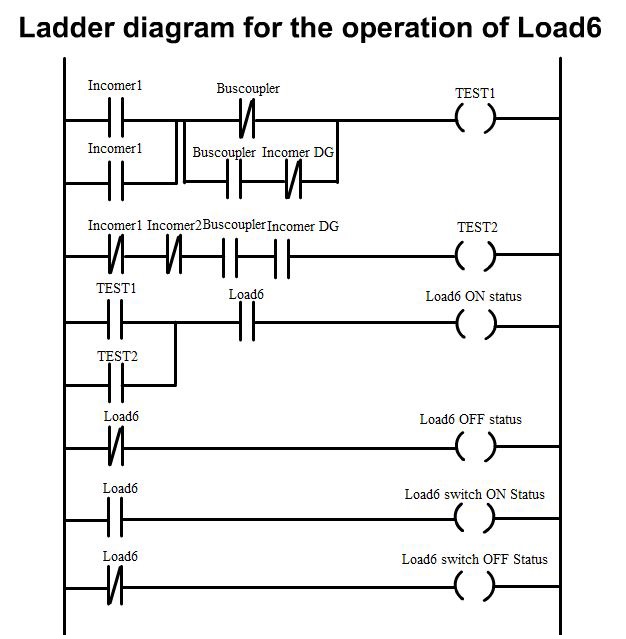 Ladder diagram for the operation of Load6
Incomer1
Buscoupler
TEST1
Incomer1
Buscoupler Incomer DG
Incomer1 Incomer2 Buscoupler Incomer DG
TEST2
TEST1
Load6
Load6 ON status
TEST2
Load6
Load6 OFF status
Load6
Load6 switch ON Status
Load6
Load6 switch OFF Status